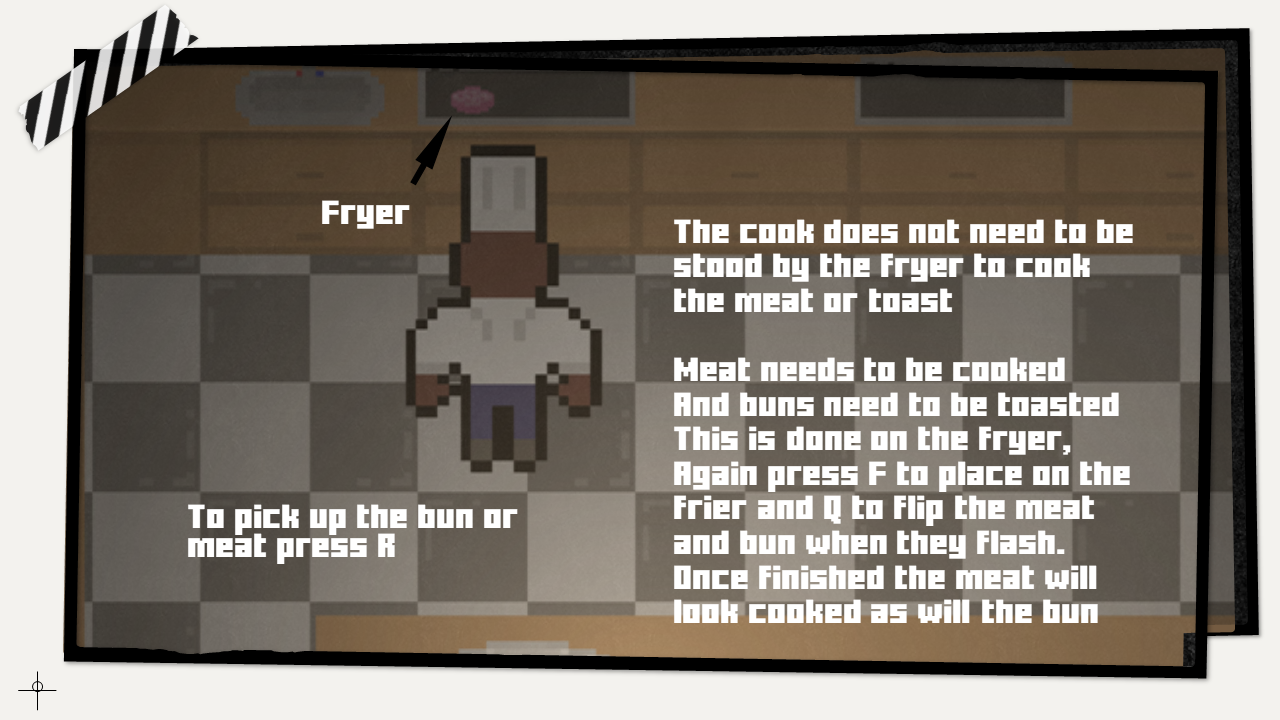 Fryer
The cook does not need to be
stood by the fryer to cook
the meat or toast
Meat needs to be cooked
And buns need to be toasted
This is done on the fryer,
Again press F to place on the
frier and Q to flip the meat
and bun when they flash.
Once finished the meat will
look cooked as will the bun
To pick up the bun or
meat press R